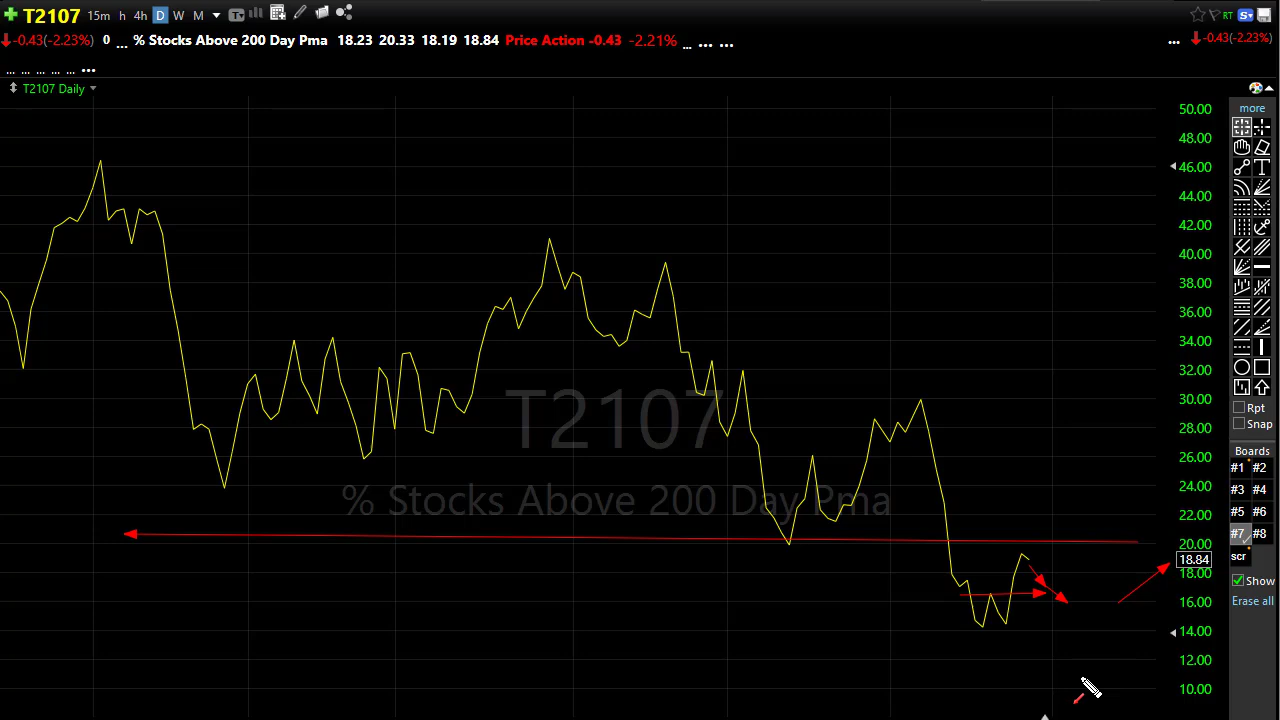 T2107 15m h 4h D W M T RT S
-0.43(-2.23%) 0 ... % Stocks Above 200 Day Pma 18.23 20.33 18.19 18.84 Price Action -0.43 -2.21% ... ... ... ... -0.43(-2.23%)
... ... ... ... ... ...
T2107 Daily
more
50.00
48.00
46.00
44.00
42.00
40.00
38.00
36.00
34.00
32.00
30.00
28.00
26.00
24.00
22.00
20.00
18.84
18.00
16.00
14.00
12.00
10.00
T2107
% Stocks Above 200 Day Pma
T
Rpt
Snap
Boards
#1 #2
#3 #4
#5 #6
#7 #8
scr
Show
Erase all